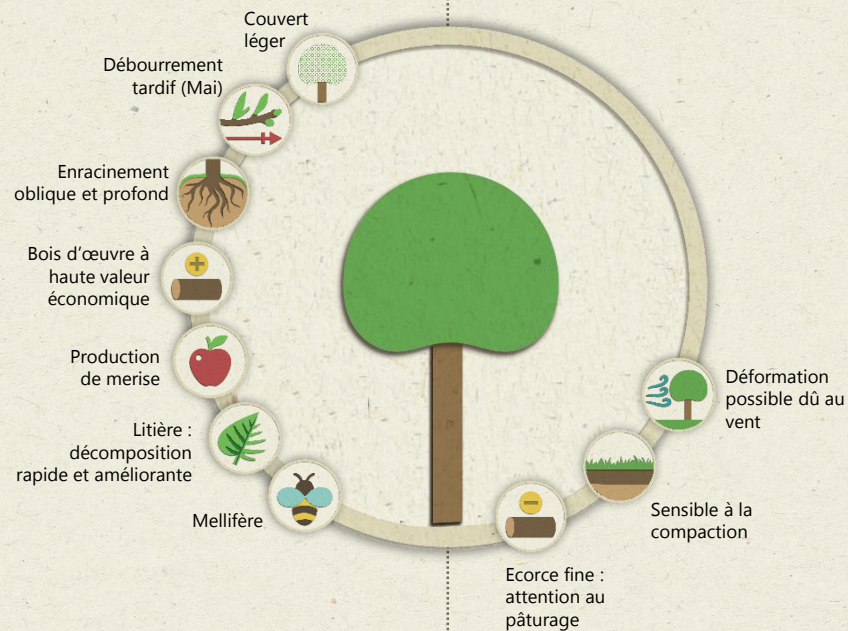 Couvert
léger
Débourrement
tardif (Mai)
Enracinement
oblique et profond
Bois d'œuvre à
haute valeur
économique
Production
de merise
Litière :
décomposition
rapide et améliorante
Mellifère
Déformation
possible dû au
vent
Sensible à la
compaction
Ecorce fine :
attention au
pâturage